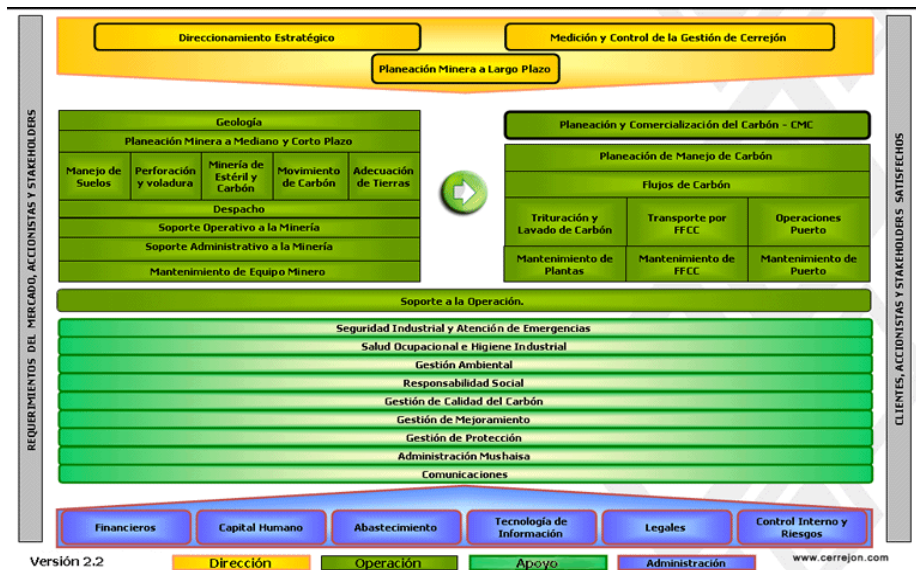 Direccionamiento Estratégico
Medición y Control de la Gestión de Cerrejón
Planeación Minera a Largo Plazo
REQUERIMIENTOS DEL MERCADO, ACCIONISTAS Y STAKEHOLDERS
Geología
Planeación Minera a Mediano y Corto Plazo
Manejo de
Suelos
Perforación
y voladura
Minería de
Estéril y
Carbón
Movimiento
de Carbón
Adecuación
de Tierras
Despacho
Soporte Operativo a la Minería
Soporte Administrativo a la Minería
Mantenimiento de Equipo Minero
Planeación y Comercialización del Carbón - CMC
Planeación de Manejo de Carbón
Flujos de Carbón
Trituración y
Lavado de Carbón
Transporte por
FFCC
Operaciones
Puerto
Mantenimiento de
Plantas
Mantenimiento de
FFCC
Mantenimiento de
Puerto
CLIENTES, ACCIONISTAS Y STAKEHOLDERS SATISFECHOS
Soporte a la Operación.
Seguridad Industrial y Atención de Emergencias
Salud Ocupacional e Higiene Industrial
Gestión Ambiental
Responsabilidad Social
Gestión de Calidad del Carbón
Gestión de Mejoramiento
Gestión de Protección
Administración Mushaisa
Comunicaciones
Financieros
Capital Humano
Abastecimiento
Tecnología de
Información
Legales
Control Interno y
Riesgos
Versión 2.2
Dirección
Operación
Apoyo
Administración
www.cerrejon.com